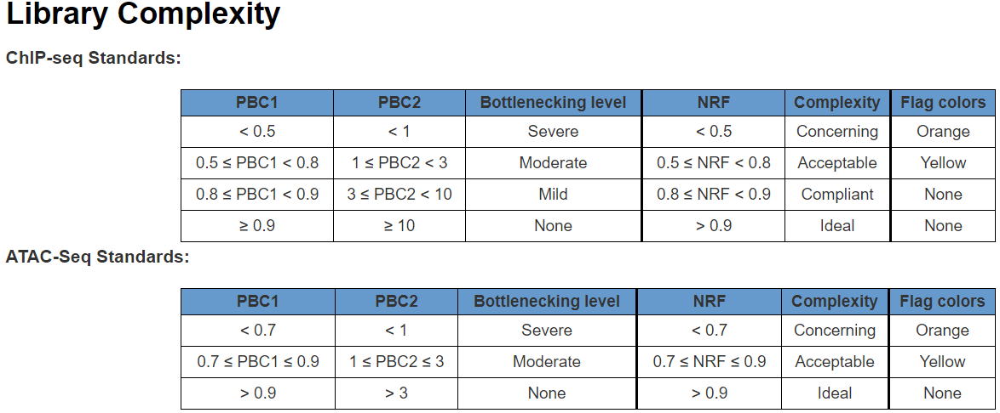 Library Complexity
ChIP-seq Standards:
PBC1 PBC2 Bottlenecking level NRF Complexity Flag colors
< 0.5 < 1 Severe < 0.5 Concerning Orange
0.5 ≤ PBC1 < 0.8 1 ≤ PBC2 < 3 Moderate 0.5 ≤ NRF < 0.8 Acceptable Yellow
0.8 ≤ PBC1 < 0.9 3 ≤ PBC2 < 10 Mild 0.8 ≤ NRF < 0.9 Compliant None
≥ 0.9 ≥ 10 None > 0.9 Ideal None
ATAC-Seq Standards:
PBC1 PBC2 Bottlenecking level NRF Complexity Flag colors
< 0.7 < 1 Severe < 0.7 Concerning Orange
0.7 ≤ PBC1 ≤ 0.9 1 ≤ PBC2 ≤ 3 Moderate 0.7 ≤ NRF ≤ 0.9 Acceptable Yellow
> 0.9 > 3 None > 0.9 Ideal None